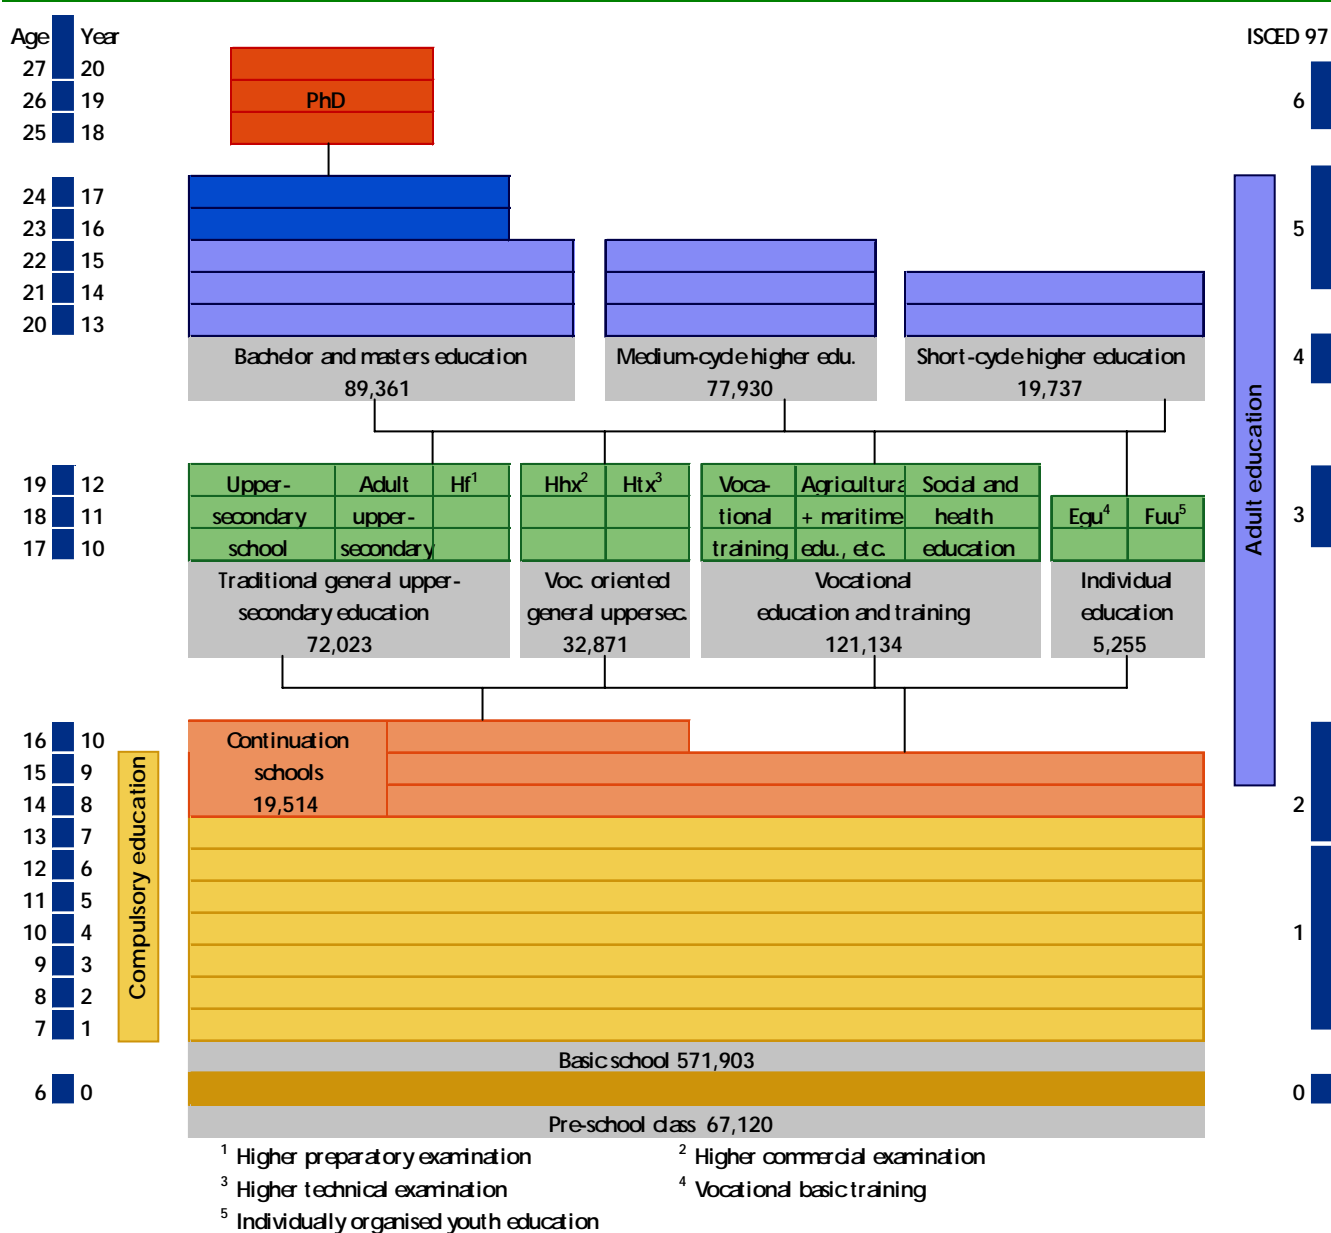 Age Year ISCED 97
27 20
26 19 PhD 6
25 18
24 17
23 16 5
22 15
21 14
20 13
Bachelor and masters education Medium-cycle higher edu. Short-cycle higher education 4
89,361 77,930 19,737
Adult education
19 12 Upper- Adult Hf1 Hhx2 Htx3 Voca- Agricultura Social and
18 11 secondary upper- tional + maritime health Egu4 Fuu5 3
17 10 school secondary training edu., etc. education
Traditional general upper- Voc. oriented Vocational Individual
secondary education general uppersec. education and training education
72,023 32,871 121,134 5,255
16 10 Continuation
15 9 schools
14 8 19,514 2
13 7
12 6
11 5
10 4 1
9 3
8 2
7 1
Compulsory education
Basic school 571,903
6 0 0
Pre-school class 67,120
1 Higher preparatory examination 2 Higher commercial examination
3 Higher technical examination 4 Vocational basic training
5 Individually organised youth education